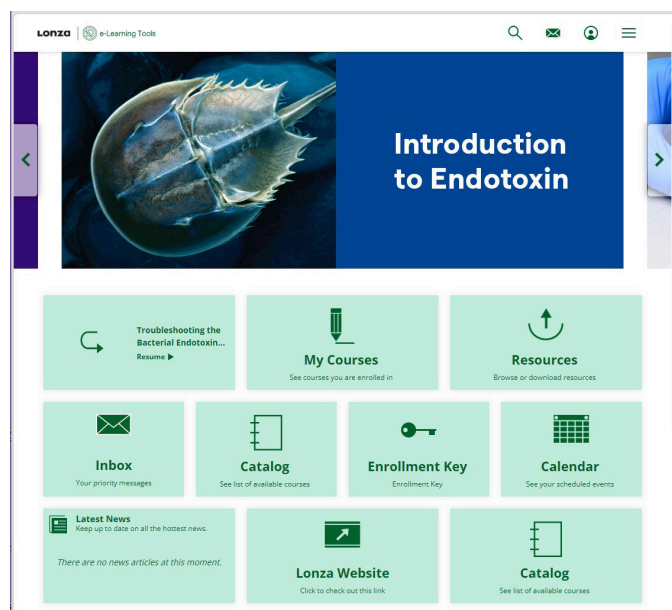 Lonza e-Learning Tools
Introduction
to Endotoxin
Troubleshooting the
Bacterial Endotoxin...
Resume
My Courses
See courses you are enrolled in
Resources
Browse or download resources
Inbox
Your priority messages
Catalog
See list of available courses
Enrollment Key
Enrollment Key
Calendar
See your scheduled events
Latest News
Keep up to date on all the hottest news.
There are no news articles at this moment.
Lonza Website
Click to check out this link
Catalog
See list of available courses